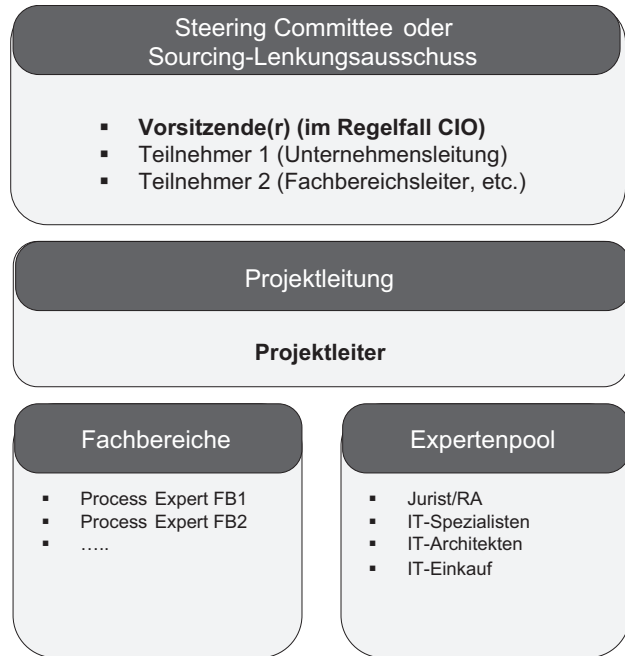 Steering Committee oder
Sourcing-Lenkungsausschuss
▪ Vorsitzende(r) (im Regelfall CIO)
▪ Teilnehmer 1 (Unternehmensleitung)
▪ Teilnehmer 2 (Fachbereichsleiter, etc.)
Projektleitung
Projektleiter
Fachbereiche
▪ Process Expert FB1
▪ Process Expert FB2
▪ …..
Expertenpool
▪ Jurist/RA
▪ IT-Spezialisten
▪ IT-Architekten
▪ IT-Einkauf